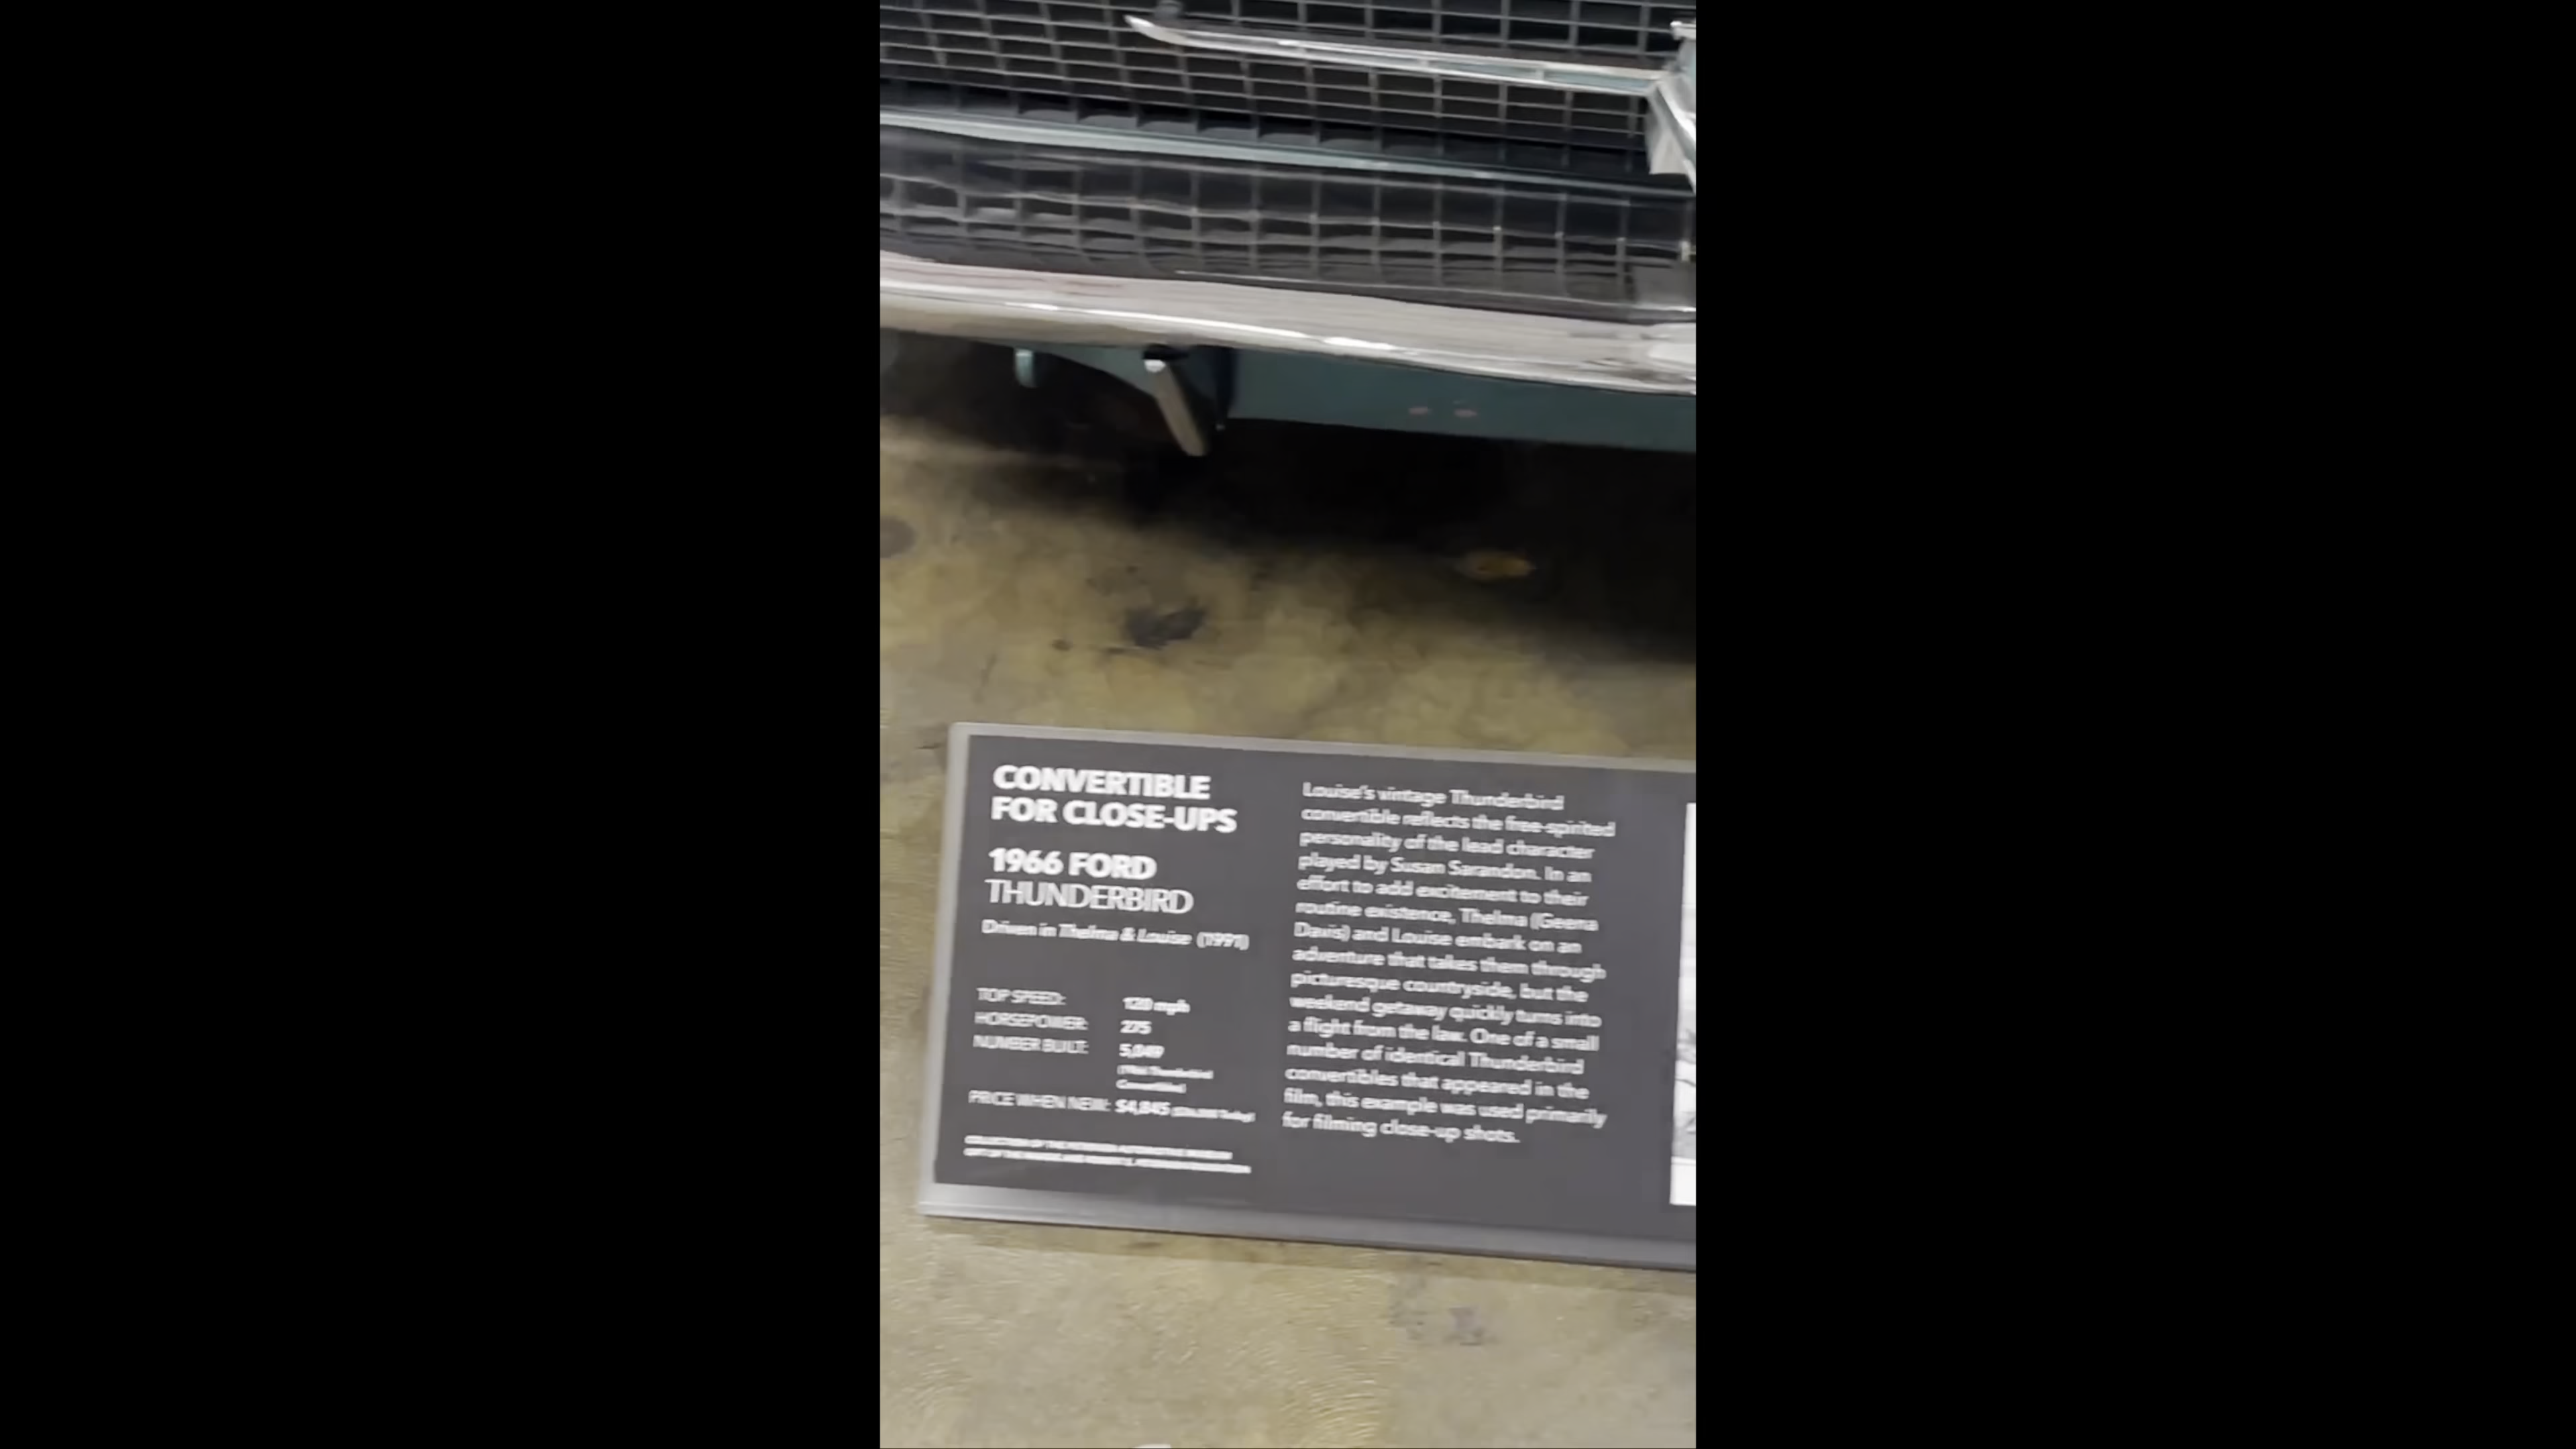 CONVERTIBLE
FOR CLOSE-UPS
1966 FORD
THUNDERBIRD
Driven in Thelma & Louise (1991)
TOP SPEED: 120 mph
HORSEPOWER: 275
NUMBER BUILT: 5,049
PRICE WHEN NEW: $4,845
Louise's vintage Thunderbird
convertible reflects the free-spirited
personality of the lead character
played by Susan Sarandon. In an
effort to add excitement to their
routine existence, Thelma (Geena
Davis) and Louise embark on an
adventure that takes them through
picturesque countryside, but the
weekend getaway quickly turns into
a flight from the law. One of a small
number of identical Thunderbird
convertibles that appeared in the
film, this example was used primarily
for filming close-up shots.